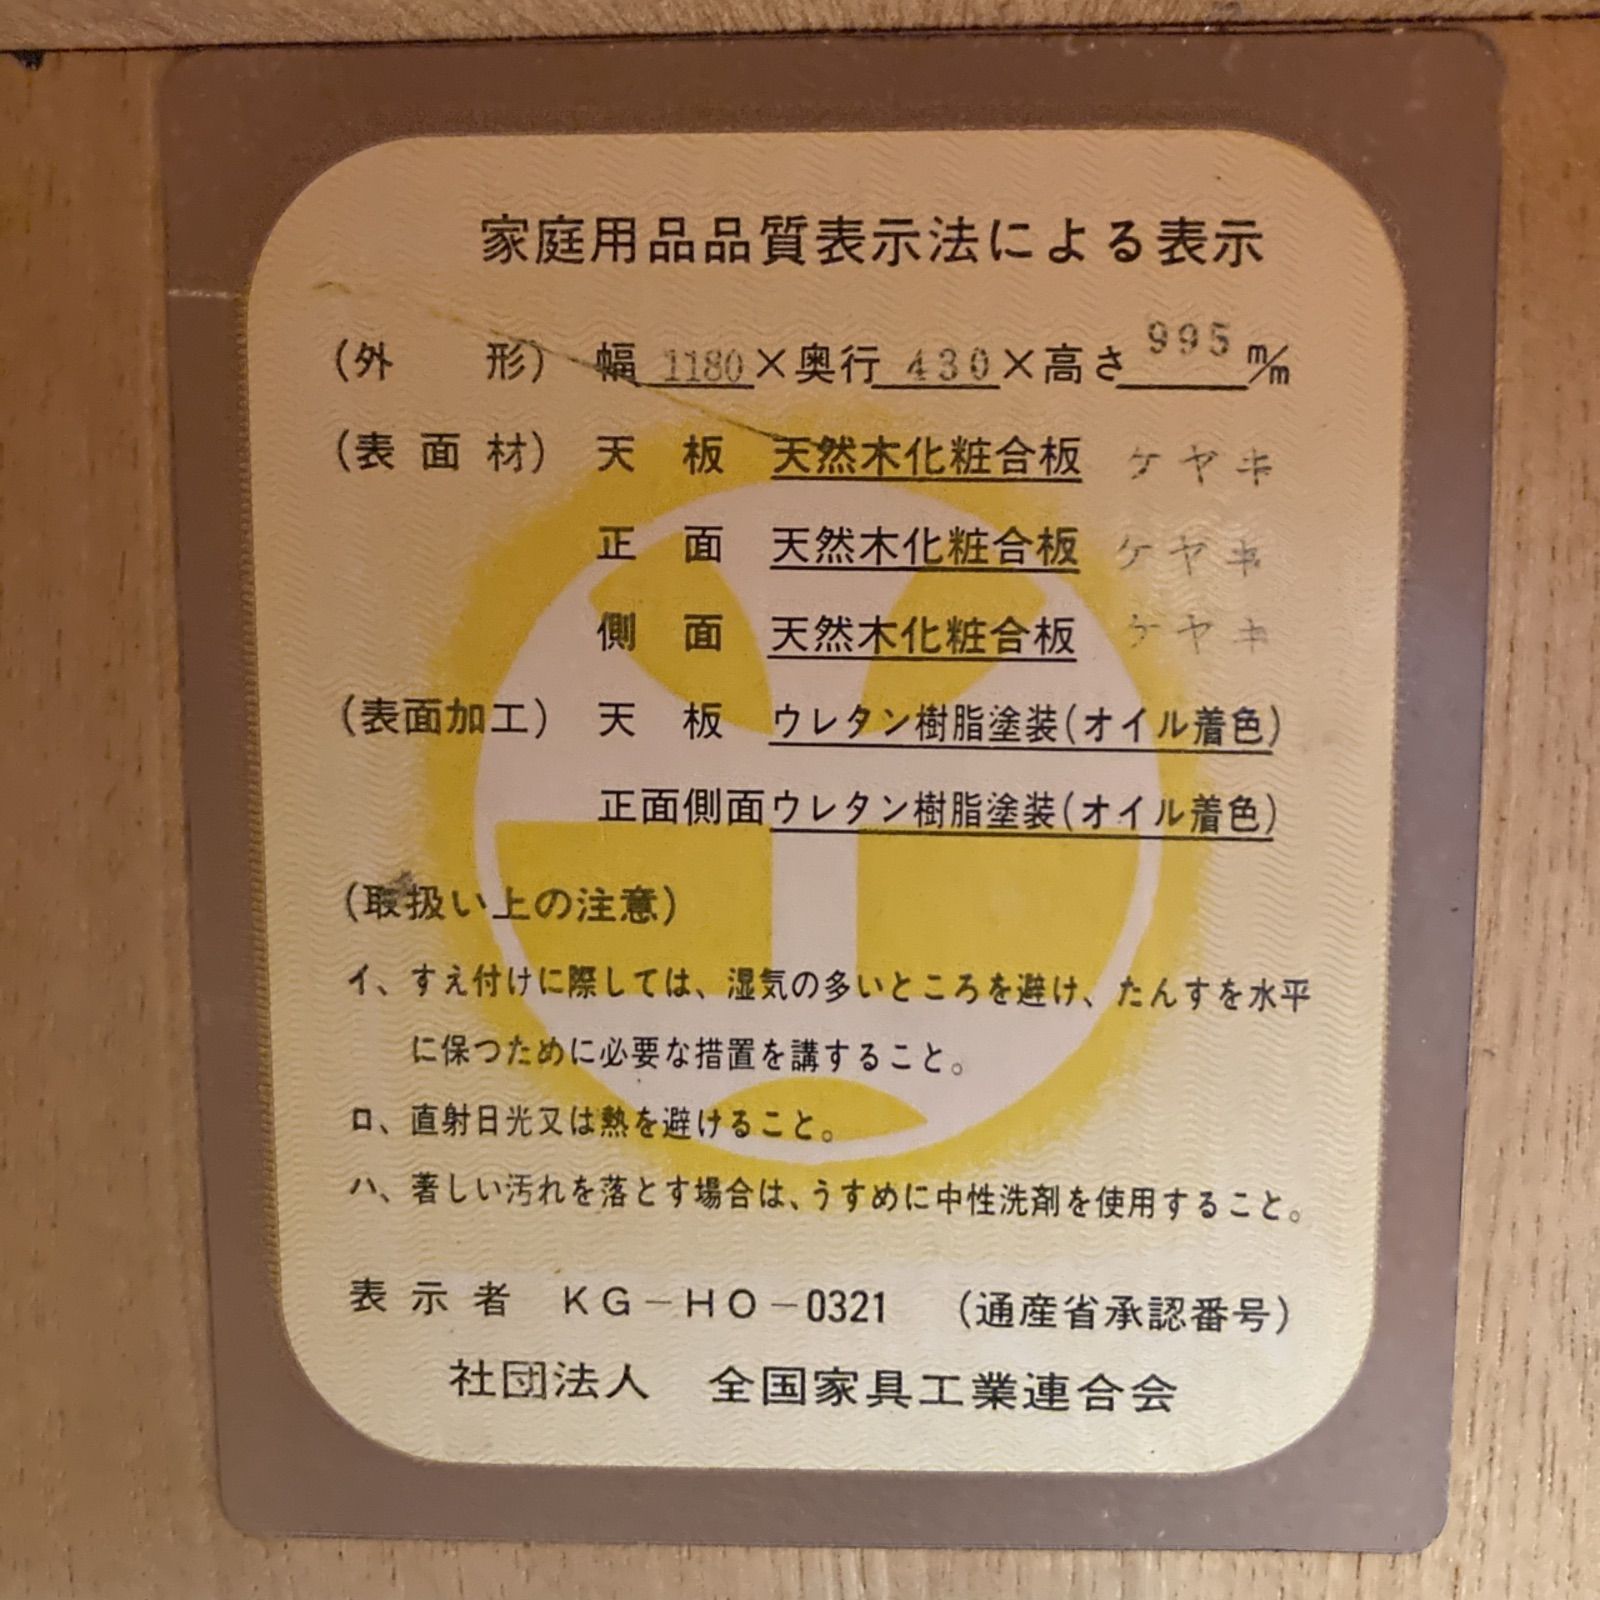 家庭用品品質表示法による表示
(外形) 幅 1180×奥行 430×高さ 995 m/m
(表面材) 天板 天然木化粧合板 ケヤキ
正面 天然木化粧合板 ケヤキ
側面 天然木化粧合板 ケヤキ
(表面加工) 天板 ウレタン樹脂塗装(オイル着色)
正面側面 ウレタン樹脂塗装(オイル着色)
(取扱い上の注意)
イ、すえ付けに際しては、湿気の多いところを避け、たんすを水平
に保つために必要な措置を講ずること。
ロ、直射日光又は熱を避けること。
ハ、著しい汚れを落とす場合は、うすめに中性洗剤を使用すること。
表示者 KG-HO-0321 (通産省承認番号)
社団法人 全国家具工業連合会